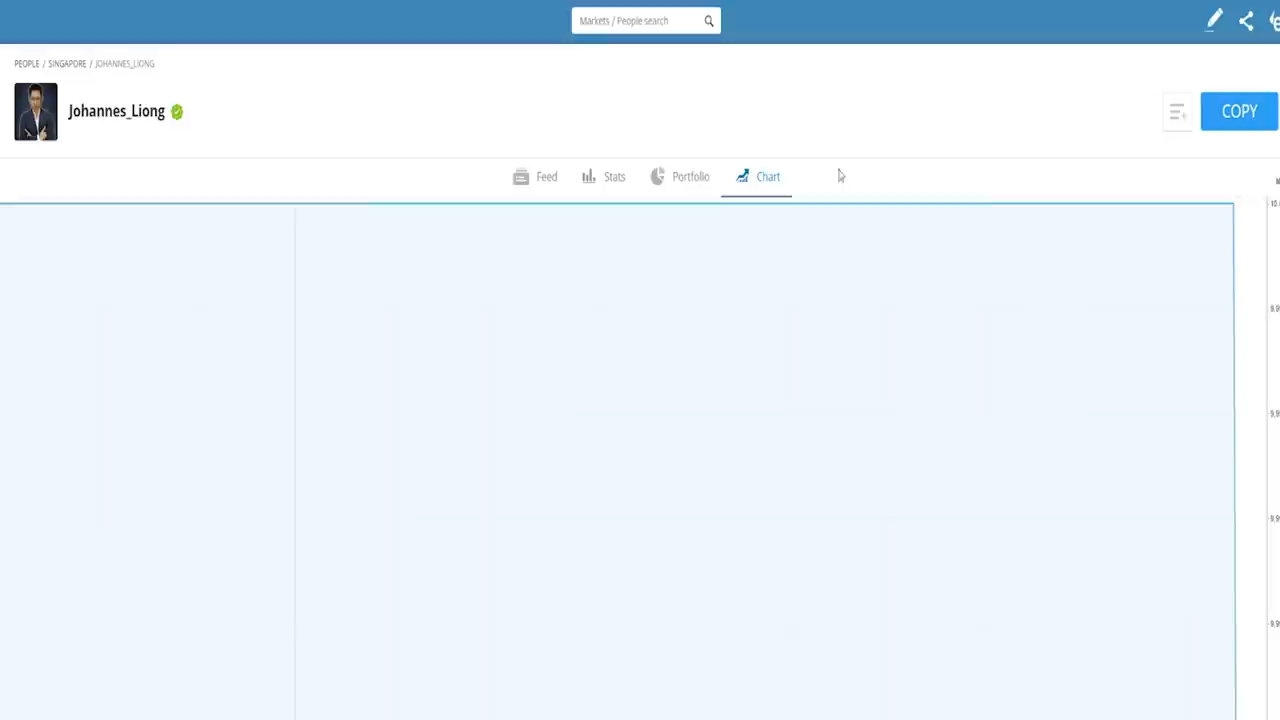 Markets / People search
PEOPLE / SINGAPORE / JOHANNES_LIONG
Johannes_Liong
COPY
Feed
Stats
Portfolio
Chart